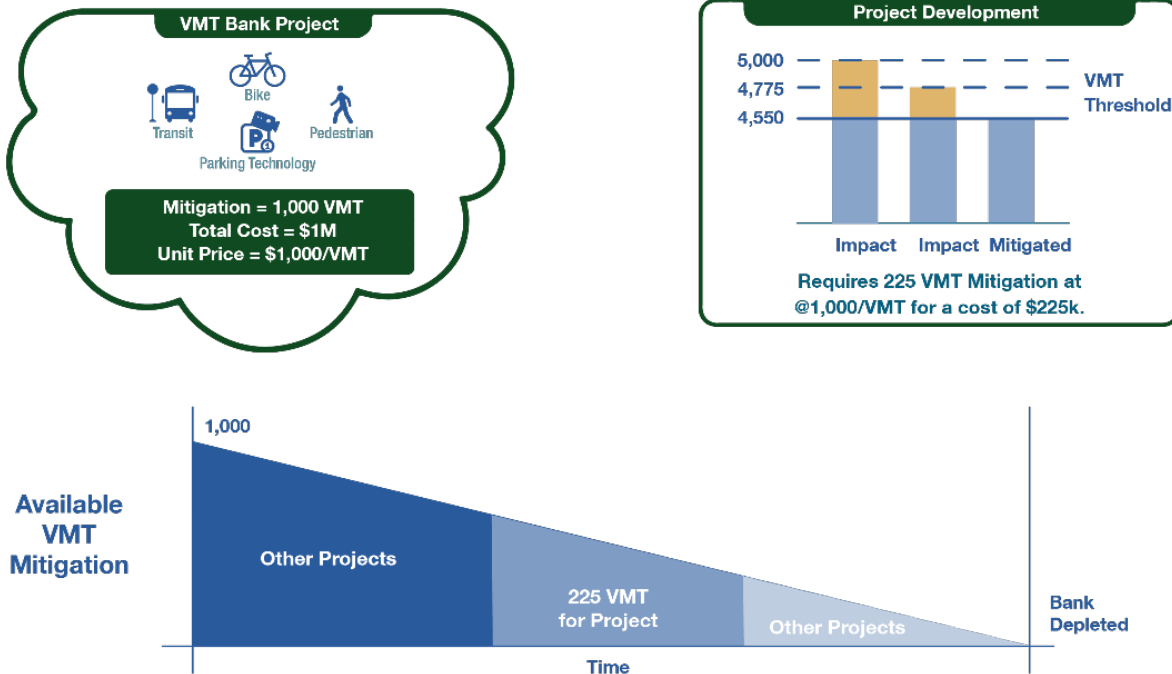 VMT Bank Project
Bike
Transit
Pedestrian
P
1
Parking Technology
Mitigation = 1,000 VMT
Total Cost = $1M
Unit Price = $1,000/VMT
Project Development
5,000
4,775
4,550
VMT
Threshold
Impact
Impact
Mitigated
Requires 225 VMT Mitigation at
@1,000/VMT for a cost of $225k.
1,000
Available
VMT
Mitigation
Other Projects
225 VMT
for Project
Other Projects
Bank
Depleted
Time